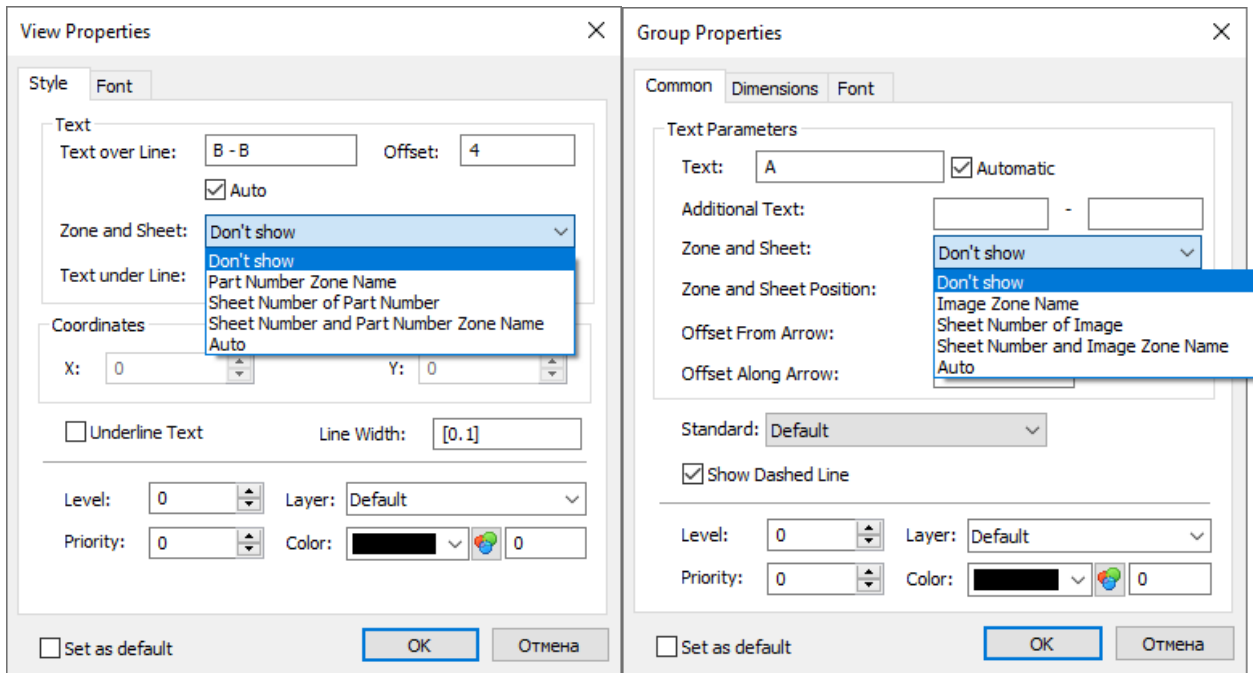 View Properties
Style Font
Text
Text over Line: B - B Offset: 4
Auto
Zone and Sheet: Don't show
Don't show
Part Number Zone Name
Text under Line:
Sheet Number of Part Number
Sheet Number and Part Number Zone Name
Auto
Coordinates
X: 0 Y: 0
Underline Text Line Width: [0.1]
Level: 0 Layer: Default
Priority: 0 Color: 0
Set as default OK Отмена
Group Properties
Common Dimensions Font
Text Parameters
Text: A Automatic
Additional Text: -
Zone and Sheet: Don't show
Don't show
Zone and Sheet Position:
Image Zone Name
Sheet Number of Image
Offset From Arrow:
Sheet Number and Image Zone Name
Auto
Offset Along Arrow:
Standard: Default
Show Dashed Line
Level: 0 Layer: Default
Priority: 0 Color: 0
Set as default OK Отмена